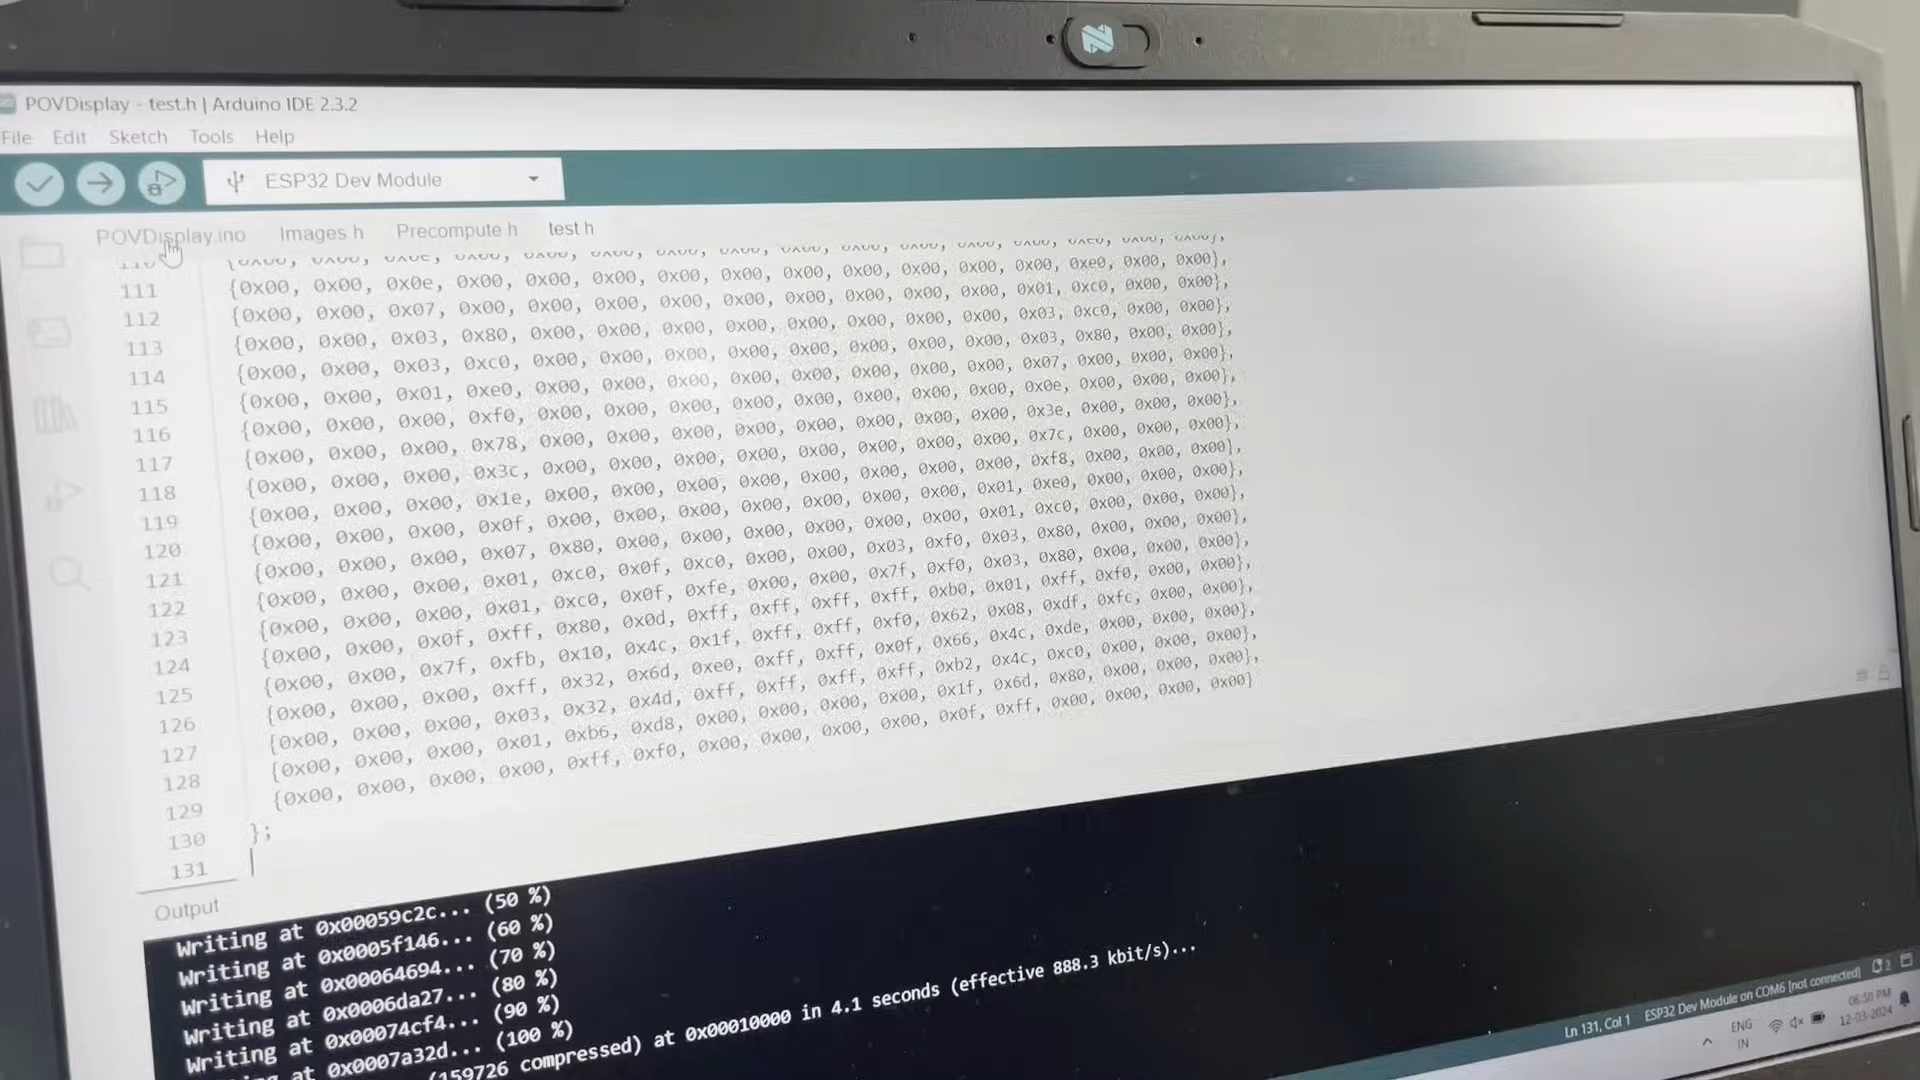 POVDisplay - test.h | Arduino IDE 2.3.2
File Edit Sketch Tools Help
ESP32 Dev Module
POVDisplay.ino Images.h Precompute.h test.h
111 {0x00, 0x00, 0x0e, 0x00, 0x00, 0x00, 0x00, 0x00, 0x00, 0x00, 0x00, 0x00, 0x00, 0xe0, 0x00, 0x00},
112 {0x00, 0x00, 0x07, 0x00, 0x00, 0x00, 0x00, 0x00, 0x00, 0x00, 0x00, 0x00, 0x01, 0xc0, 0x00, 0x00},
113 {0x00, 0x00, 0x03, 0x80, 0x00, 0x00, 0x00, 0x00, 0x00, 0x00, 0x00, 0x00, 0x03, 0xc0, 0x00, 0x00},
114 {0x00, 0x00, 0x03, 0xc0, 0x00, 0x00, 0x00, 0x00, 0x00, 0x00, 0x00, 0x00, 0x03, 0x80, 0x00, 0x00},
115 {0x00, 0x00, 0x01, 0xe0, 0x00, 0x00, 0x00, 0x00, 0x00, 0x00, 0x00, 0x00, 0x07, 0x00, 0x00, 0x00},
116 {0x00, 0x00, 0x00, 0xf0, 0x00, 0x00, 0x00, 0x00, 0x00, 0x00, 0x00, 0x00, 0x0e, 0x00, 0x00, 0x00},
117 {0x00, 0x00, 0x00, 0x78, 0x00, 0x00, 0x00, 0x00, 0x00, 0x00, 0x00, 0x00, 0x3e, 0x00, 0x00, 0x00},
118 {0x00, 0x00, 0x00, 0x3c, 0x00, 0x00, 0x00, 0x00, 0x00, 0x00, 0x00, 0x00, 0x7c, 0x00, 0x00, 0x00},
119 {0x00, 0x00, 0x00, 0x1e, 0x00, 0x00, 0x00, 0x00, 0x00, 0x00, 0x00, 0x00, 0xf8, 0x00, 0x00, 0x00},
120 {0x00, 0x00, 0x00, 0x0f, 0x00, 0x00, 0x00, 0x00, 0x00, 0x00, 0x00, 0x01, 0xe0, 0x00, 0x00, 0x00},
121 {0x00, 0x00, 0x00, 0x07, 0x80, 0x00, 0x00, 0x00, 0x00, 0x00, 0x00, 0x01, 0xc0, 0x00, 0x00, 0x00},
122 {0x00, 0x00, 0x00, 0x01, 0xc0, 0x0f, 0xc0, 0x00, 0x00, 0x03, 0xf0, 0x03, 0x80, 0x00, 0x00, 0x00},
123 {0x00, 0x00, 0x00, 0x01, 0xc0, 0x0f, 0xfe, 0x00, 0x00, 0x7f, 0xf0, 0x03, 0x80, 0x00, 0x00, 0x00},
124 {0x00, 0x00, 0x0f, 0xff, 0x80, 0x0d, 0xff, 0xff, 0xff, 0xff, 0xb0, 0x01, 0xff, 0xf0, 0x00, 0x00},
125 {0x00, 0x00, 0x7f, 0xfb, 0x10, 0x4c, 0x1f, 0xff, 0xff, 0xf0, 0x62, 0x08, 0xdf, 0xfc, 0x00, 0x00},
126 {0x00, 0x00, 0x00, 0xff, 0x32, 0x6d, 0xe0, 0xff, 0xff, 0x0f, 0x66, 0x4c, 0xde, 0x00, 0x00, 0x00},
127 {0x00, 0x00, 0x00, 0x03, 0x32, 0x4d, 0xff, 0xff, 0xff, 0xff, 0xb2, 0x4c, 0xc0, 0x00, 0x00, 0x00},
128 {0x00, 0x00, 0x00, 0x01, 0xb6, 0xd8, 0x00, 0x00, 0x00, 0x00, 0x1f, 0x6d, 0x80, 0x00, 0x00, 0x00},
129 {0x00, 0x00, 0x00, 0x00, 0xff, 0xf0, 0x00, 0x00, 0x00, 0x00, 0x0f, 0xff, 0x00, 0x00, 0x00, 0x00}
130 };
131
Output
Writing at 0x00059c2c... (50 %)
Writing at 0x0005f146... (60 %)
Writing at 0x00064694... (70 %)
Writing at 0x0006da27... (80 %)
Writing at 0x00074cf4... (90 %)
at 0x0007a32d... (100 %)
(159726 compressed) at 0x00010000 in 4.1 seconds (effective 888.3 kbit/s)...
Ln 131, Col 1 ESP32 Dev Module on COM6 [not connected] 2
ENG
IN
06:50 PM
12-03-2024